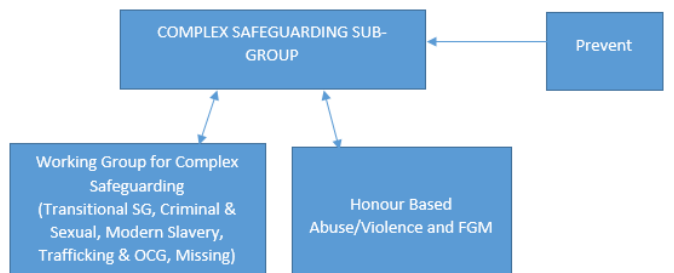 COMPLEX SAFEGUARDING SUB-
GROUP
Prevent
Working Group for Complex
Safeguarding
(Transitional SG, Criminal &
Sexual, Modern Slavery,
Trafficking & OCG, Missing)
Honour Based
Abuse/Violence and FGM